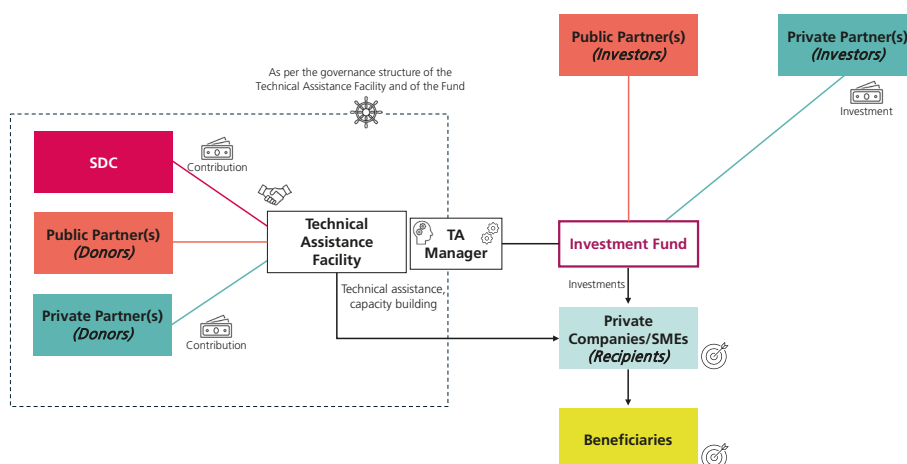 Public Partner(s)
(Investors)
Private Partner(s)
(Investors)
As per the governance structure of the
Technical Assistance Facility and of the Fund
Investment
SDC
Contribution
Public Partner(s)
(Donors)
Technical
Assistance
Facility
TA
Manager
Investment Fund
Technical assistance,
capacity building
Investments
Private Partner(s)
(Donors)
Contribution
Private
Companies/SMEs
(Recipients)
Beneficiaries